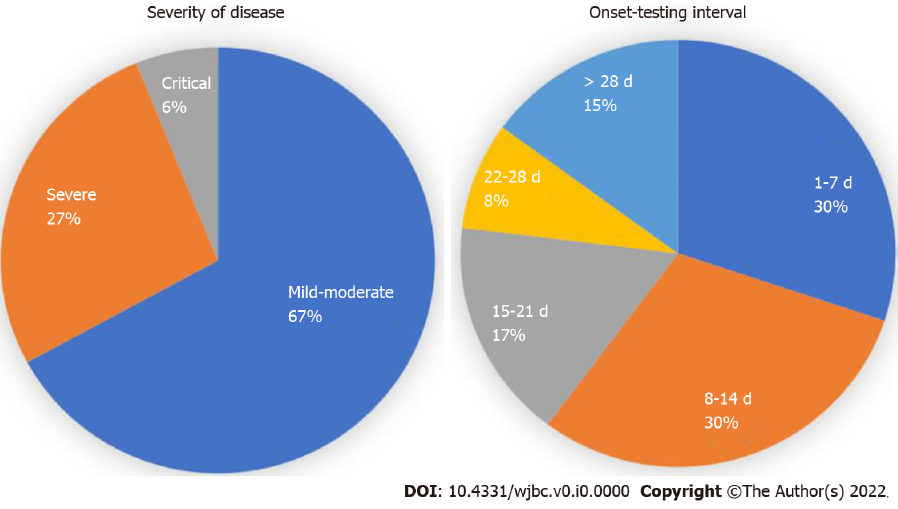 Severity of disease
Critical
6%
Severe
27%
Mild-moderate
67%
Onset-testing interval
> 28 d
15%
22-28 d
8%
1-7 d
30%
15-21 d
17%
8-14 d
30%
DOI: 10.4331/wjbc.v0.i0.0000 Copyright ©The Author(s) 2022.